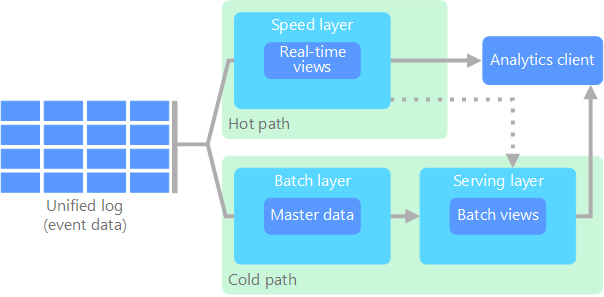 Speed layer
Real-time
views
Hot path
Analytics client
Unified log
(event data)
Batch layer
Master data
Serving layer
Batch views
Cold path